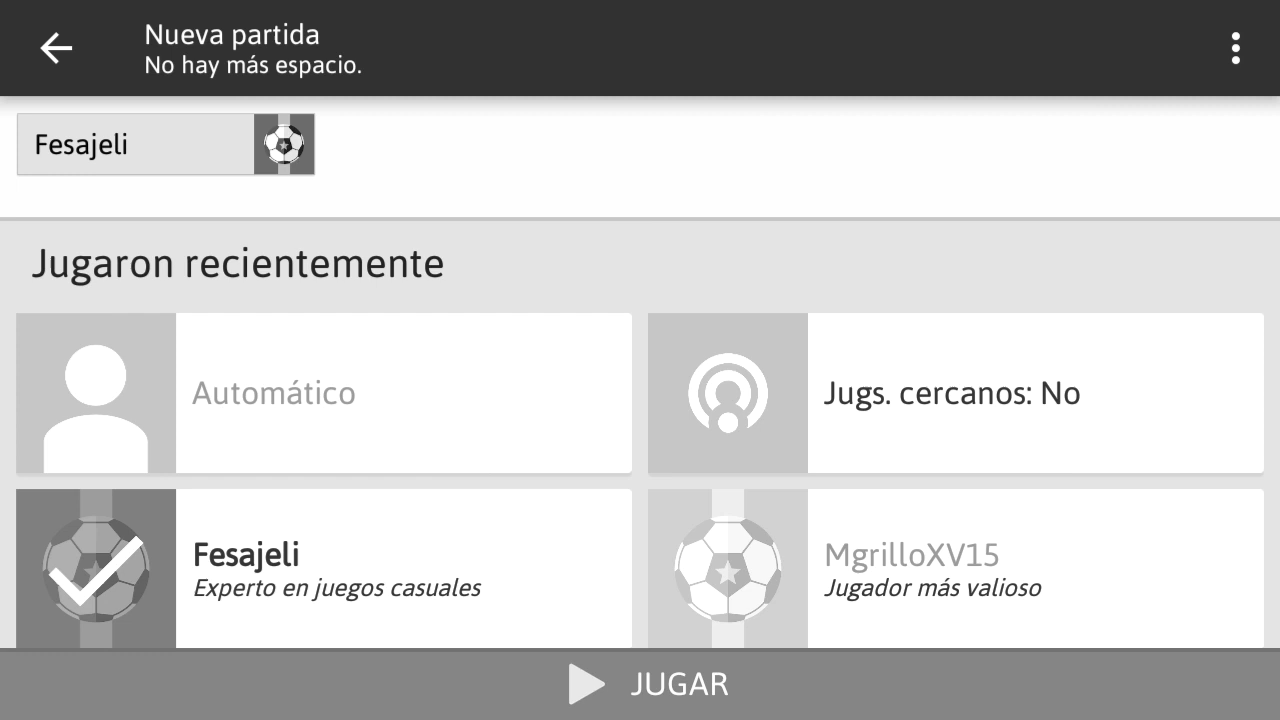 Nueva partida
No hay más espacio.
Fesajeli
Jugaron recientemente
Automático
Jugs. cercanos: No
Fesajeli
Experto en juegos casuales
MgrilloXV15
Jugador más valioso
JUGAR